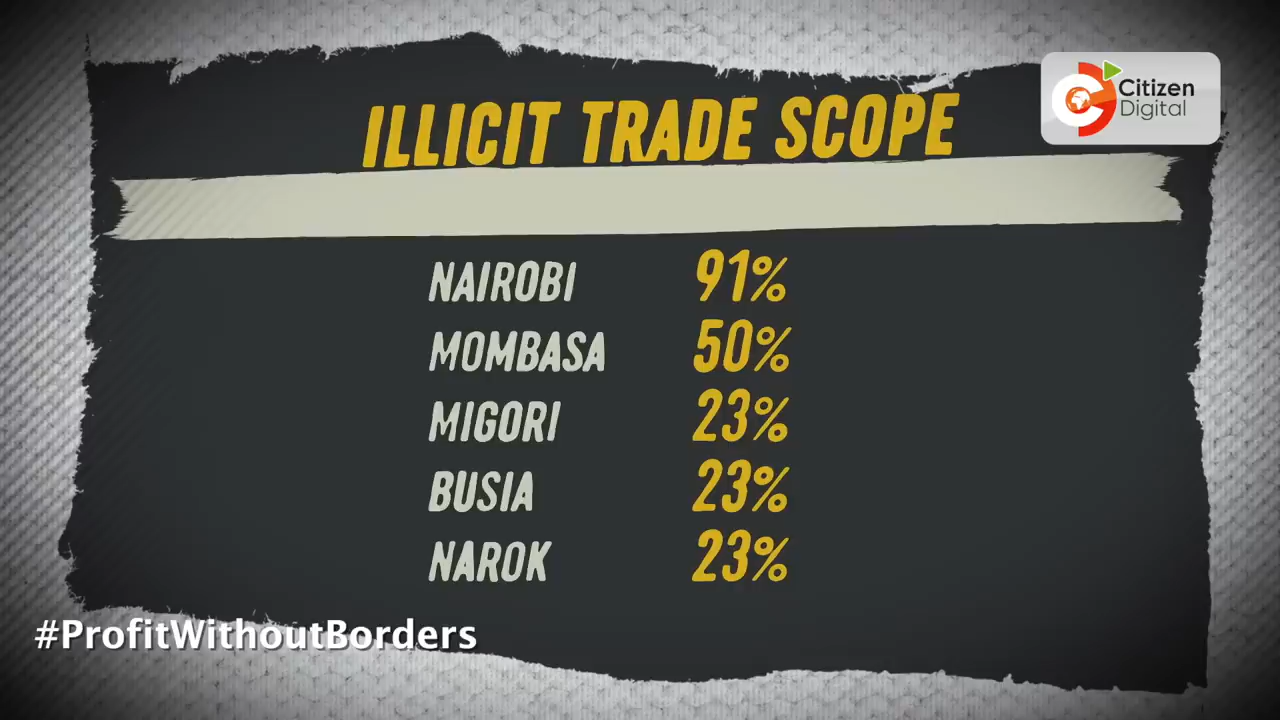 Citizen
Digital
ILLICIT TRADE SCOPE
NAIROBI 91%
MOMBASA 50%
MIGORI 23%
BUSIA 23%
NAROK 23%
#ProfitWithoutBorders